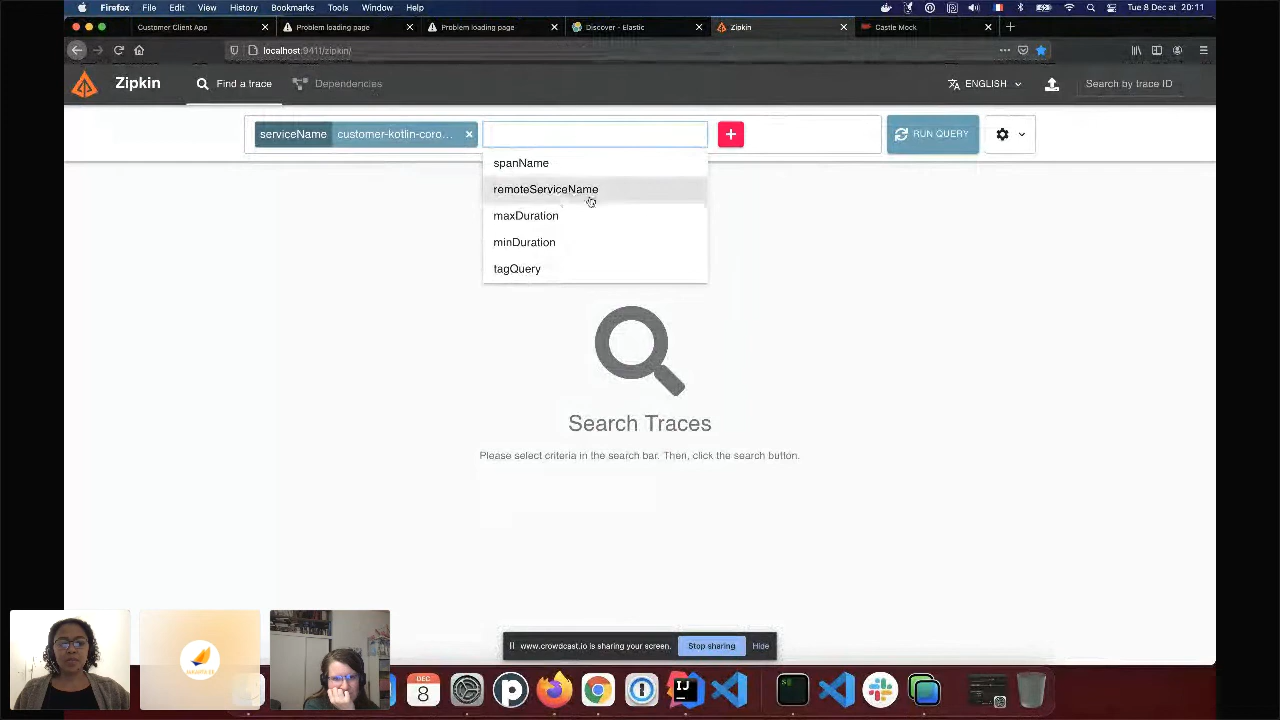 Firefox File Edit View History Bookmarks Tools Window Help
Tue 8 Dec at 20:11
Customer Client App
Problem loading page
Problem loading page
Discover - Elastic
Zipkin
Castle Mock
localhost:9411/zipkin/
Zipkin
Find a trace
Dependencies
ENGLISH
Search by trace ID
serviceName customer-kotlin-coro...
RUN QUERY
spanName
remoteServiceName
maxDuration
minDuration
tagQuery
Search Traces
Please select criteria in the search bar. Then, click the search button.
www.crowdcast.io is sharing your screen.
Stop sharing
Hide
DEC
8
IJ